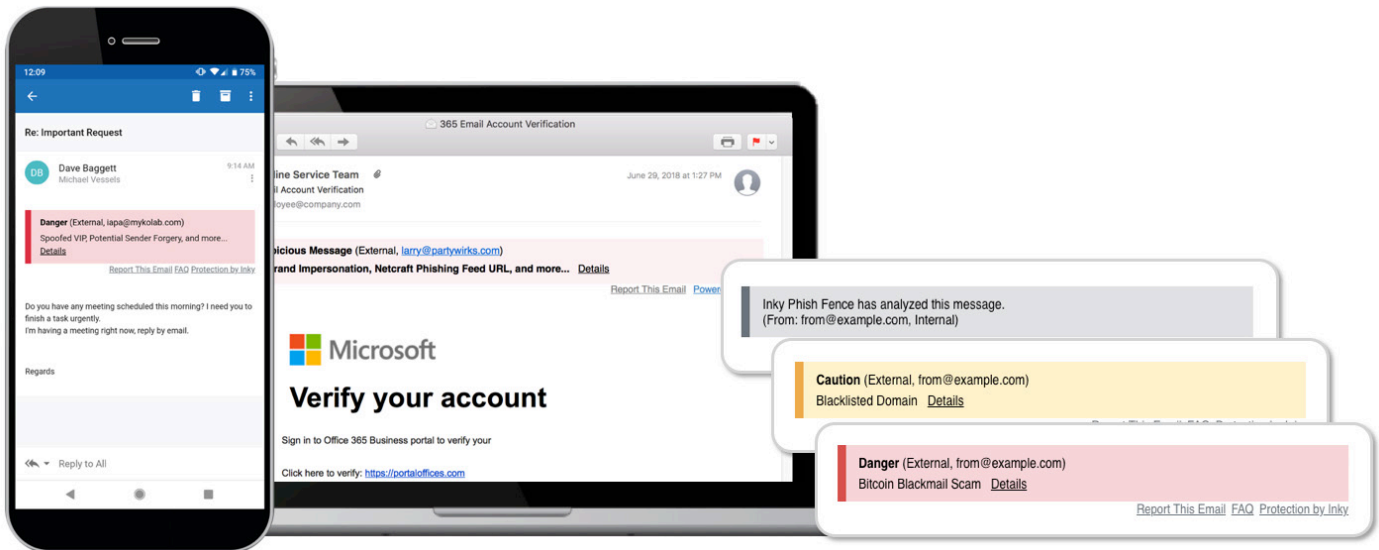 12:09
75%
Re: Important Request
DB
Dave Baggett
9:14 AM
Michael Vessels
Danger (External, iapa@mykolab.com)
Spoofed VIP, Potential Sender Forgery, and more...
Details
Report This Email FAQ Protection by Inky
Do you have any meeting scheduled this morning? I need you to
finish a task urgently.
I'm having a meeting right now, reply by email.
Regards
Reply to All
365 Email Account Verification
Service Team
June 29, 2018 at 1:27 PM
Account Verification
@company.com
Message (External, larry@partywirks.com)
Impersonation, Netcraft Phishing Feed URL, and more... Details
Report This Email
Microsoft
Verify your account
Sign in to Office 365 Business portal to verify your
Click here to verify: https://portaloffices.com
Inky Phish Fence has analyzed this message.
(From: from@example.com, Internal)
Caution (External, from@example.com)
Blacklisted Domain Details
Danger (External, from@example.com)
Bitcoin Blackmail Scam Details
Report This Email FAQ Protection by Inky